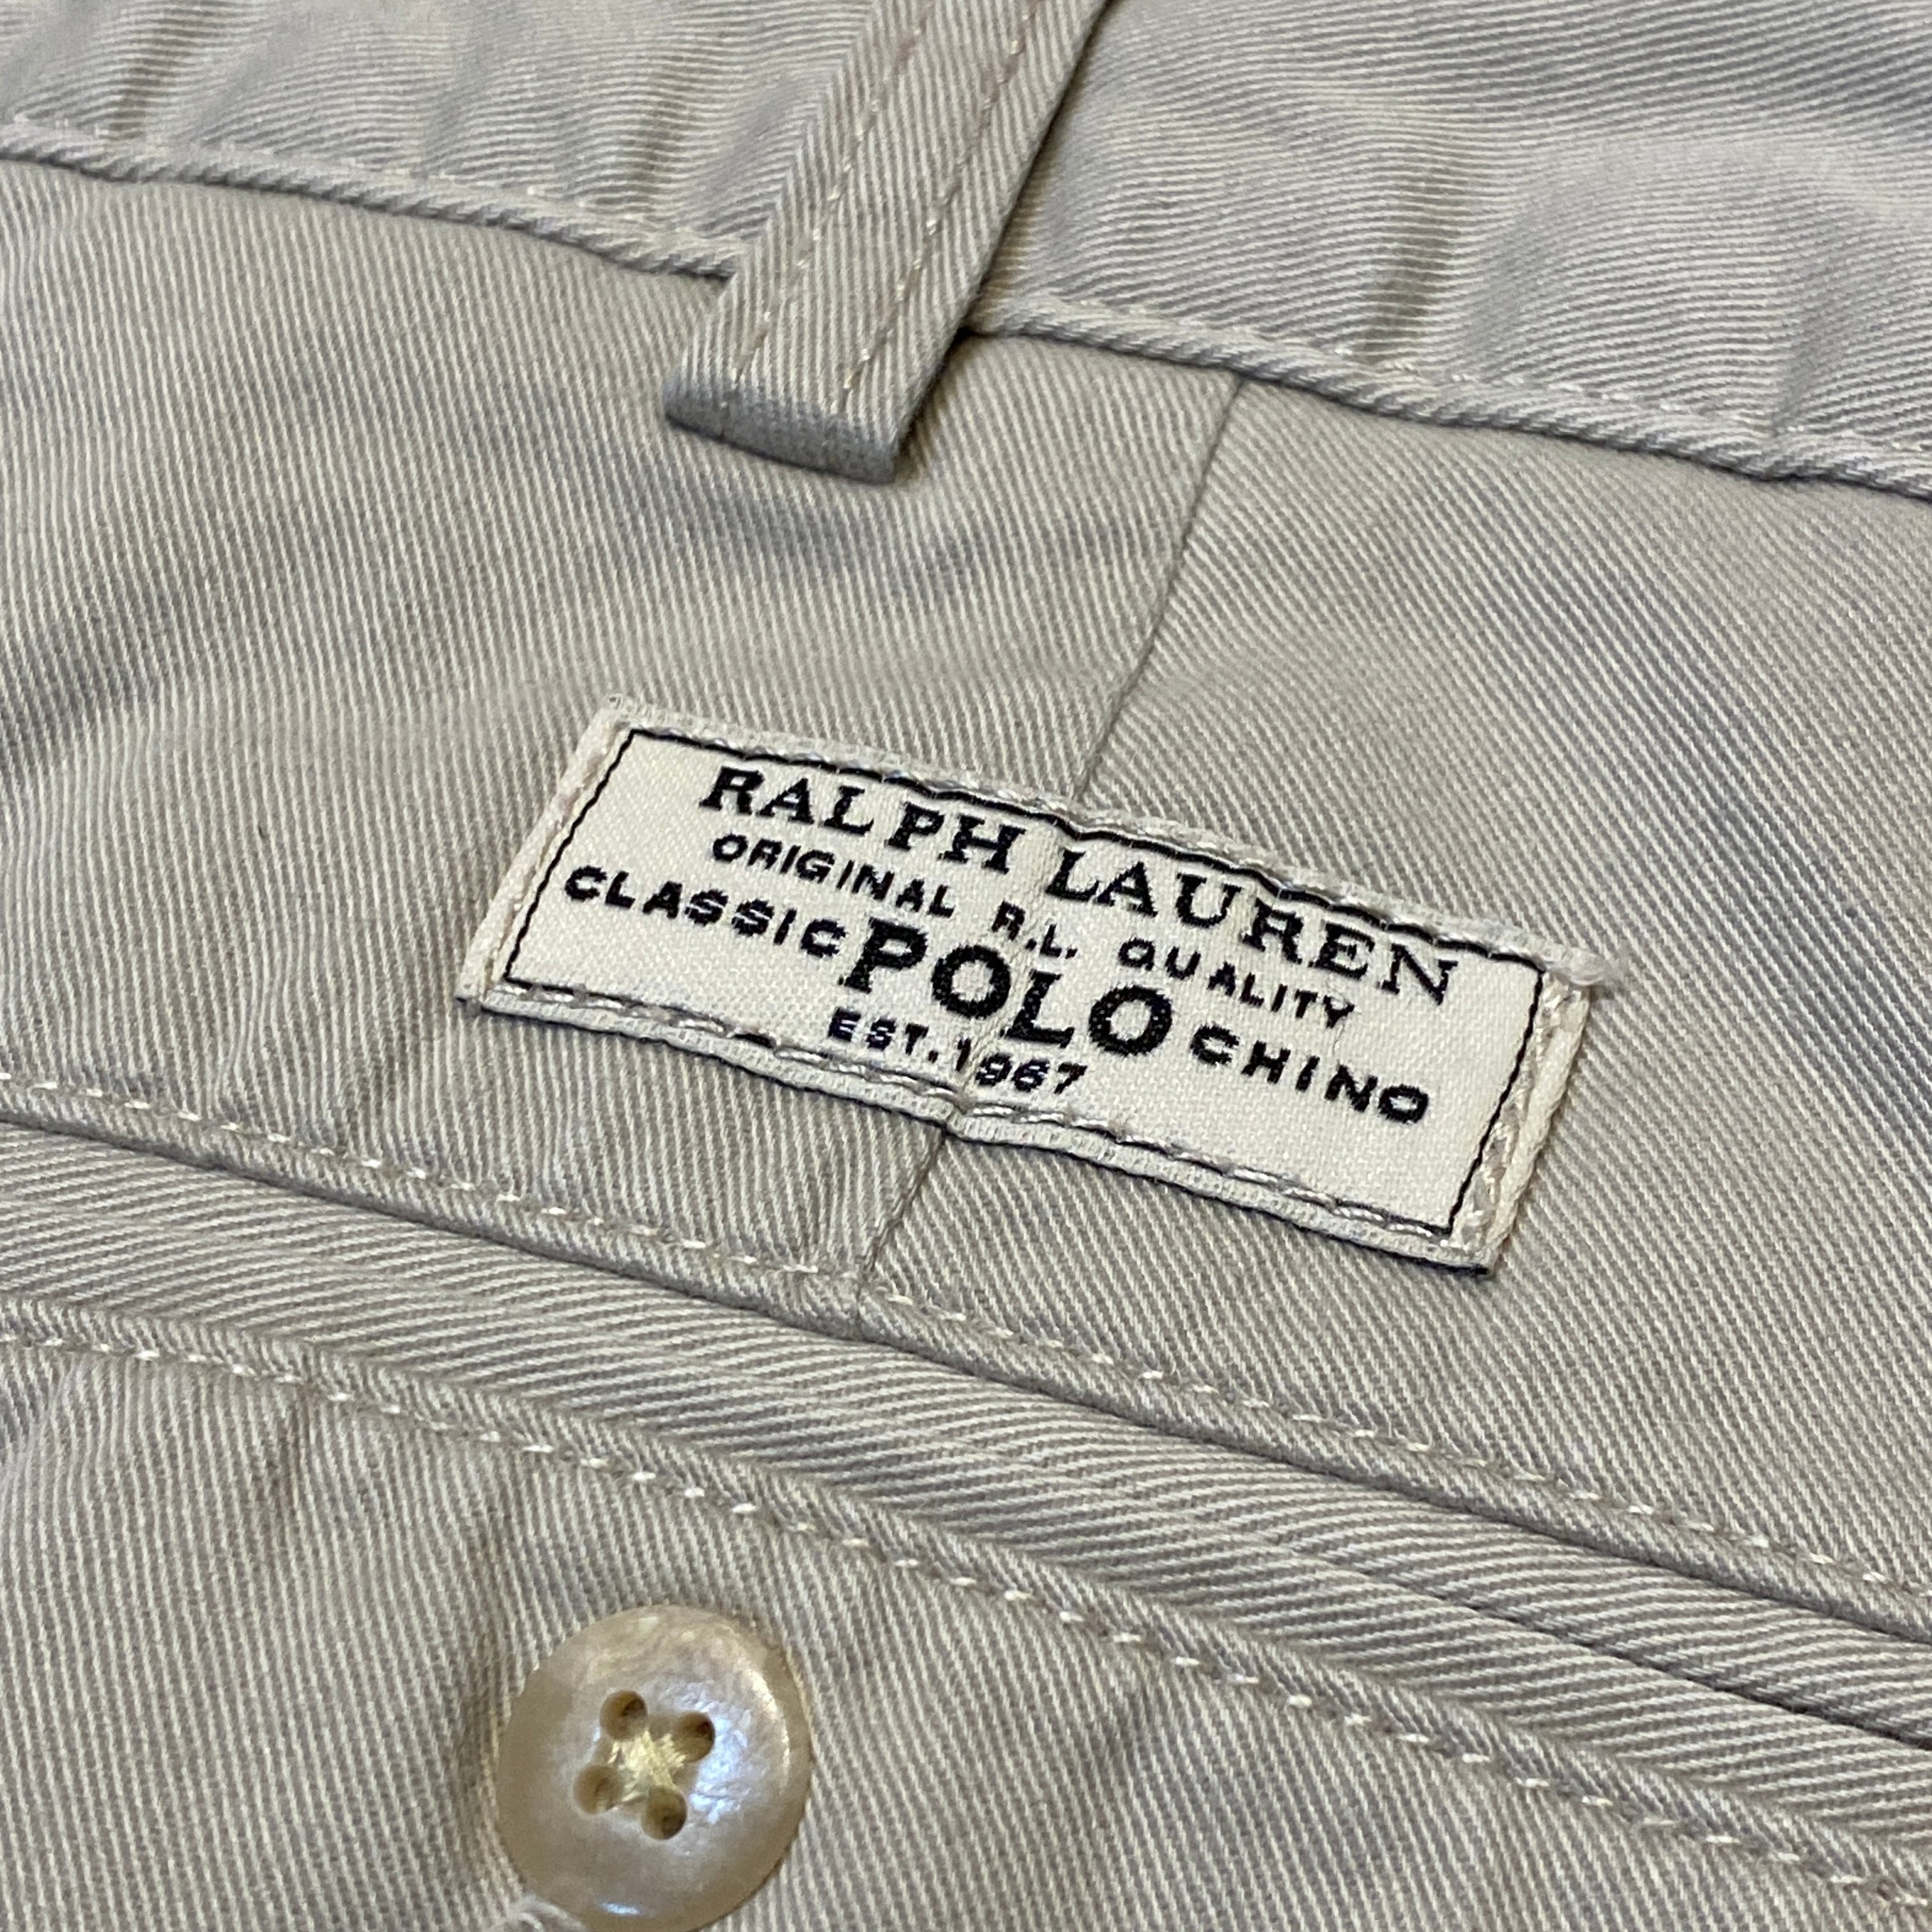 RALPH LAUREN
ORIGINAL R.L. QUALITY
CLASSIC POLO CHINO
EST. 1967